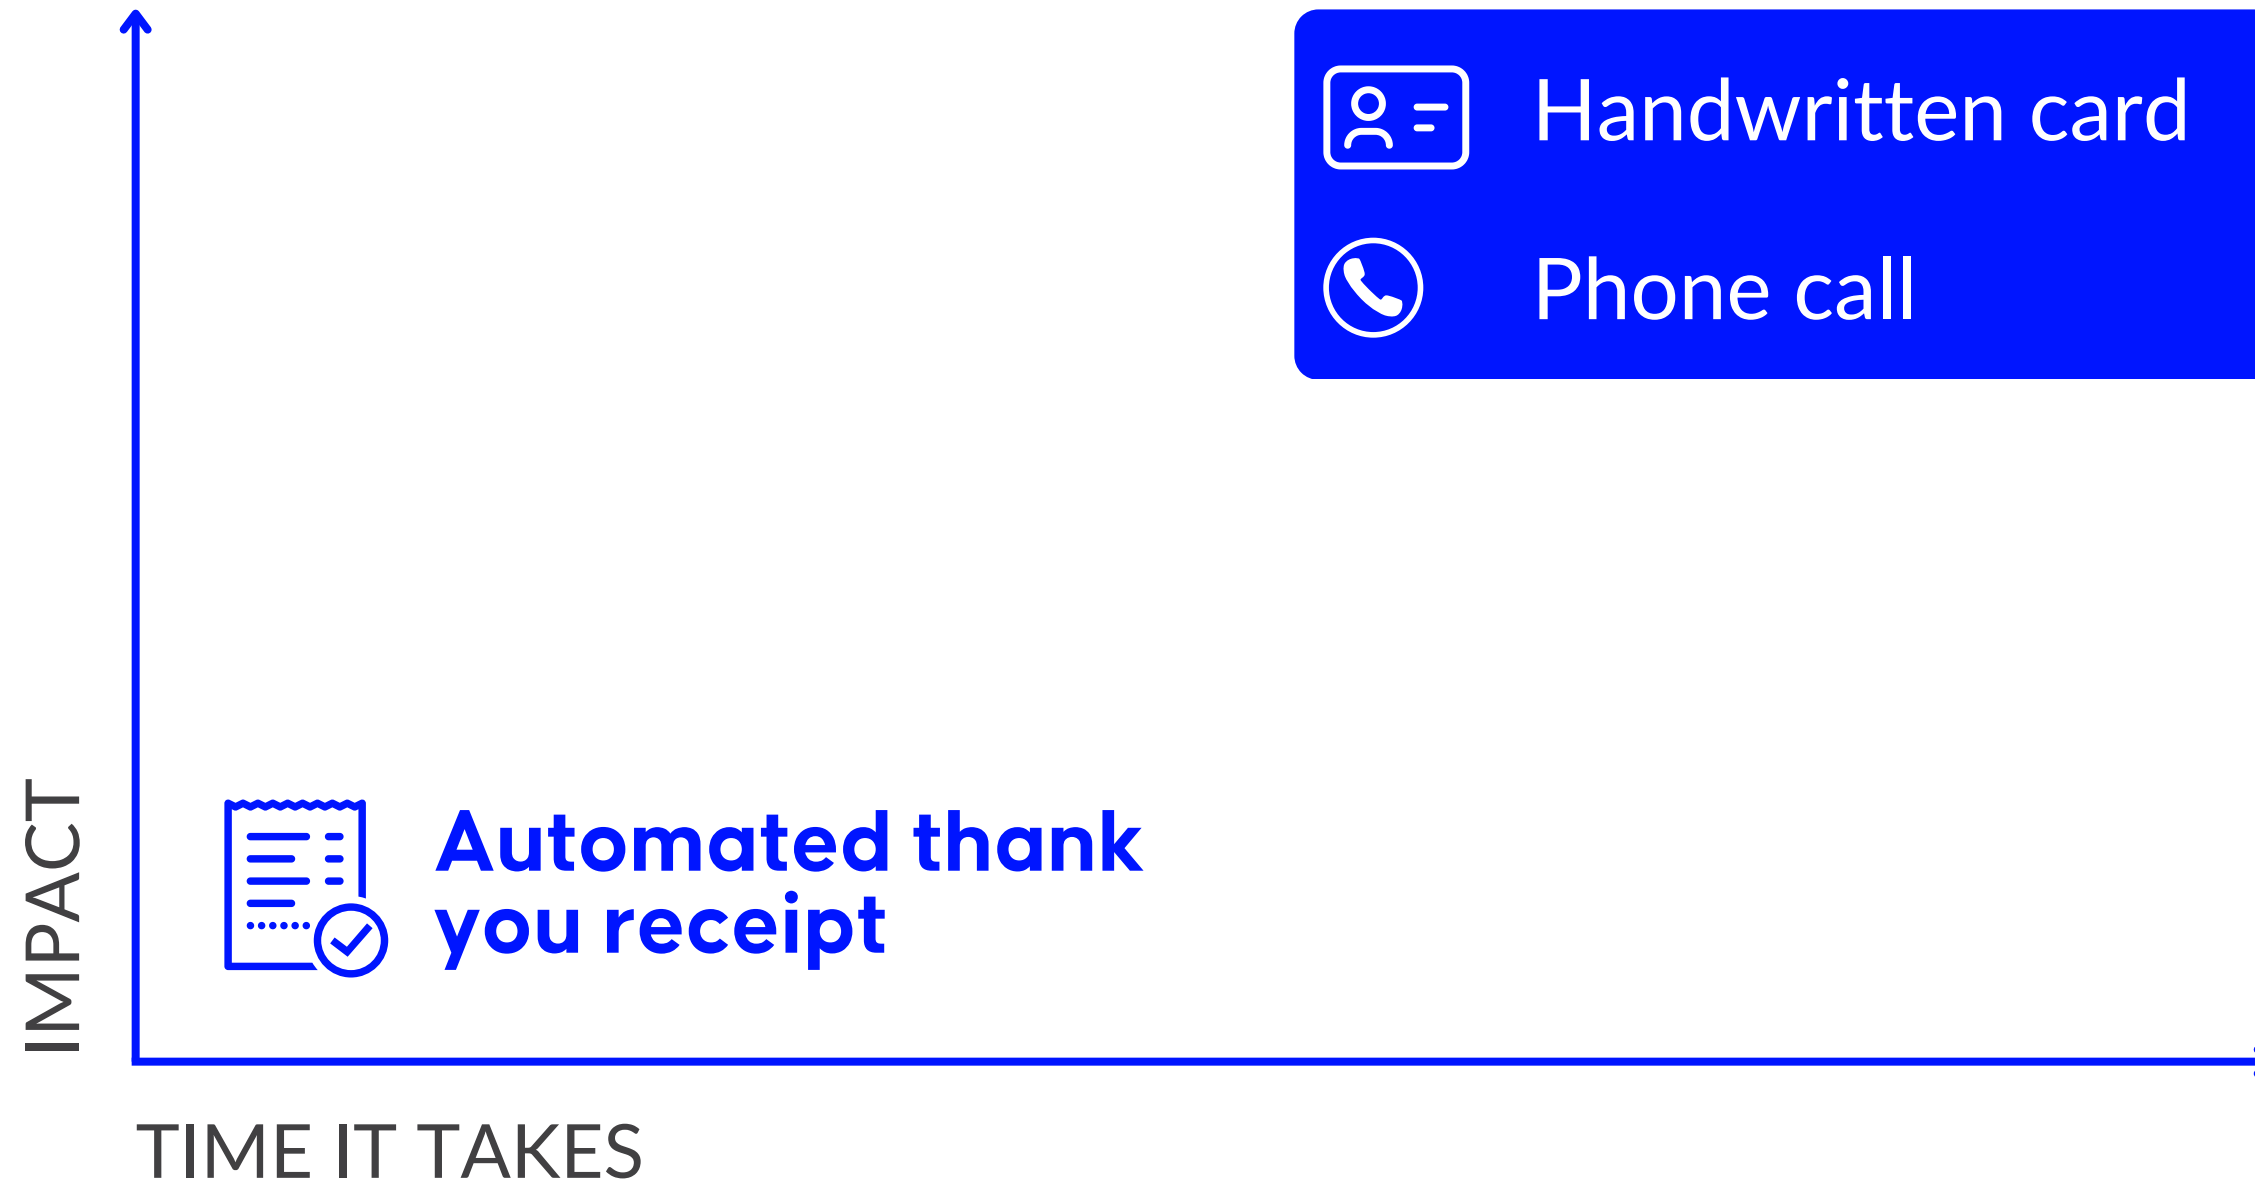 Handwritten card
Phone call
IMPACT
Automated thank
you receipt
TIME IT TAKES